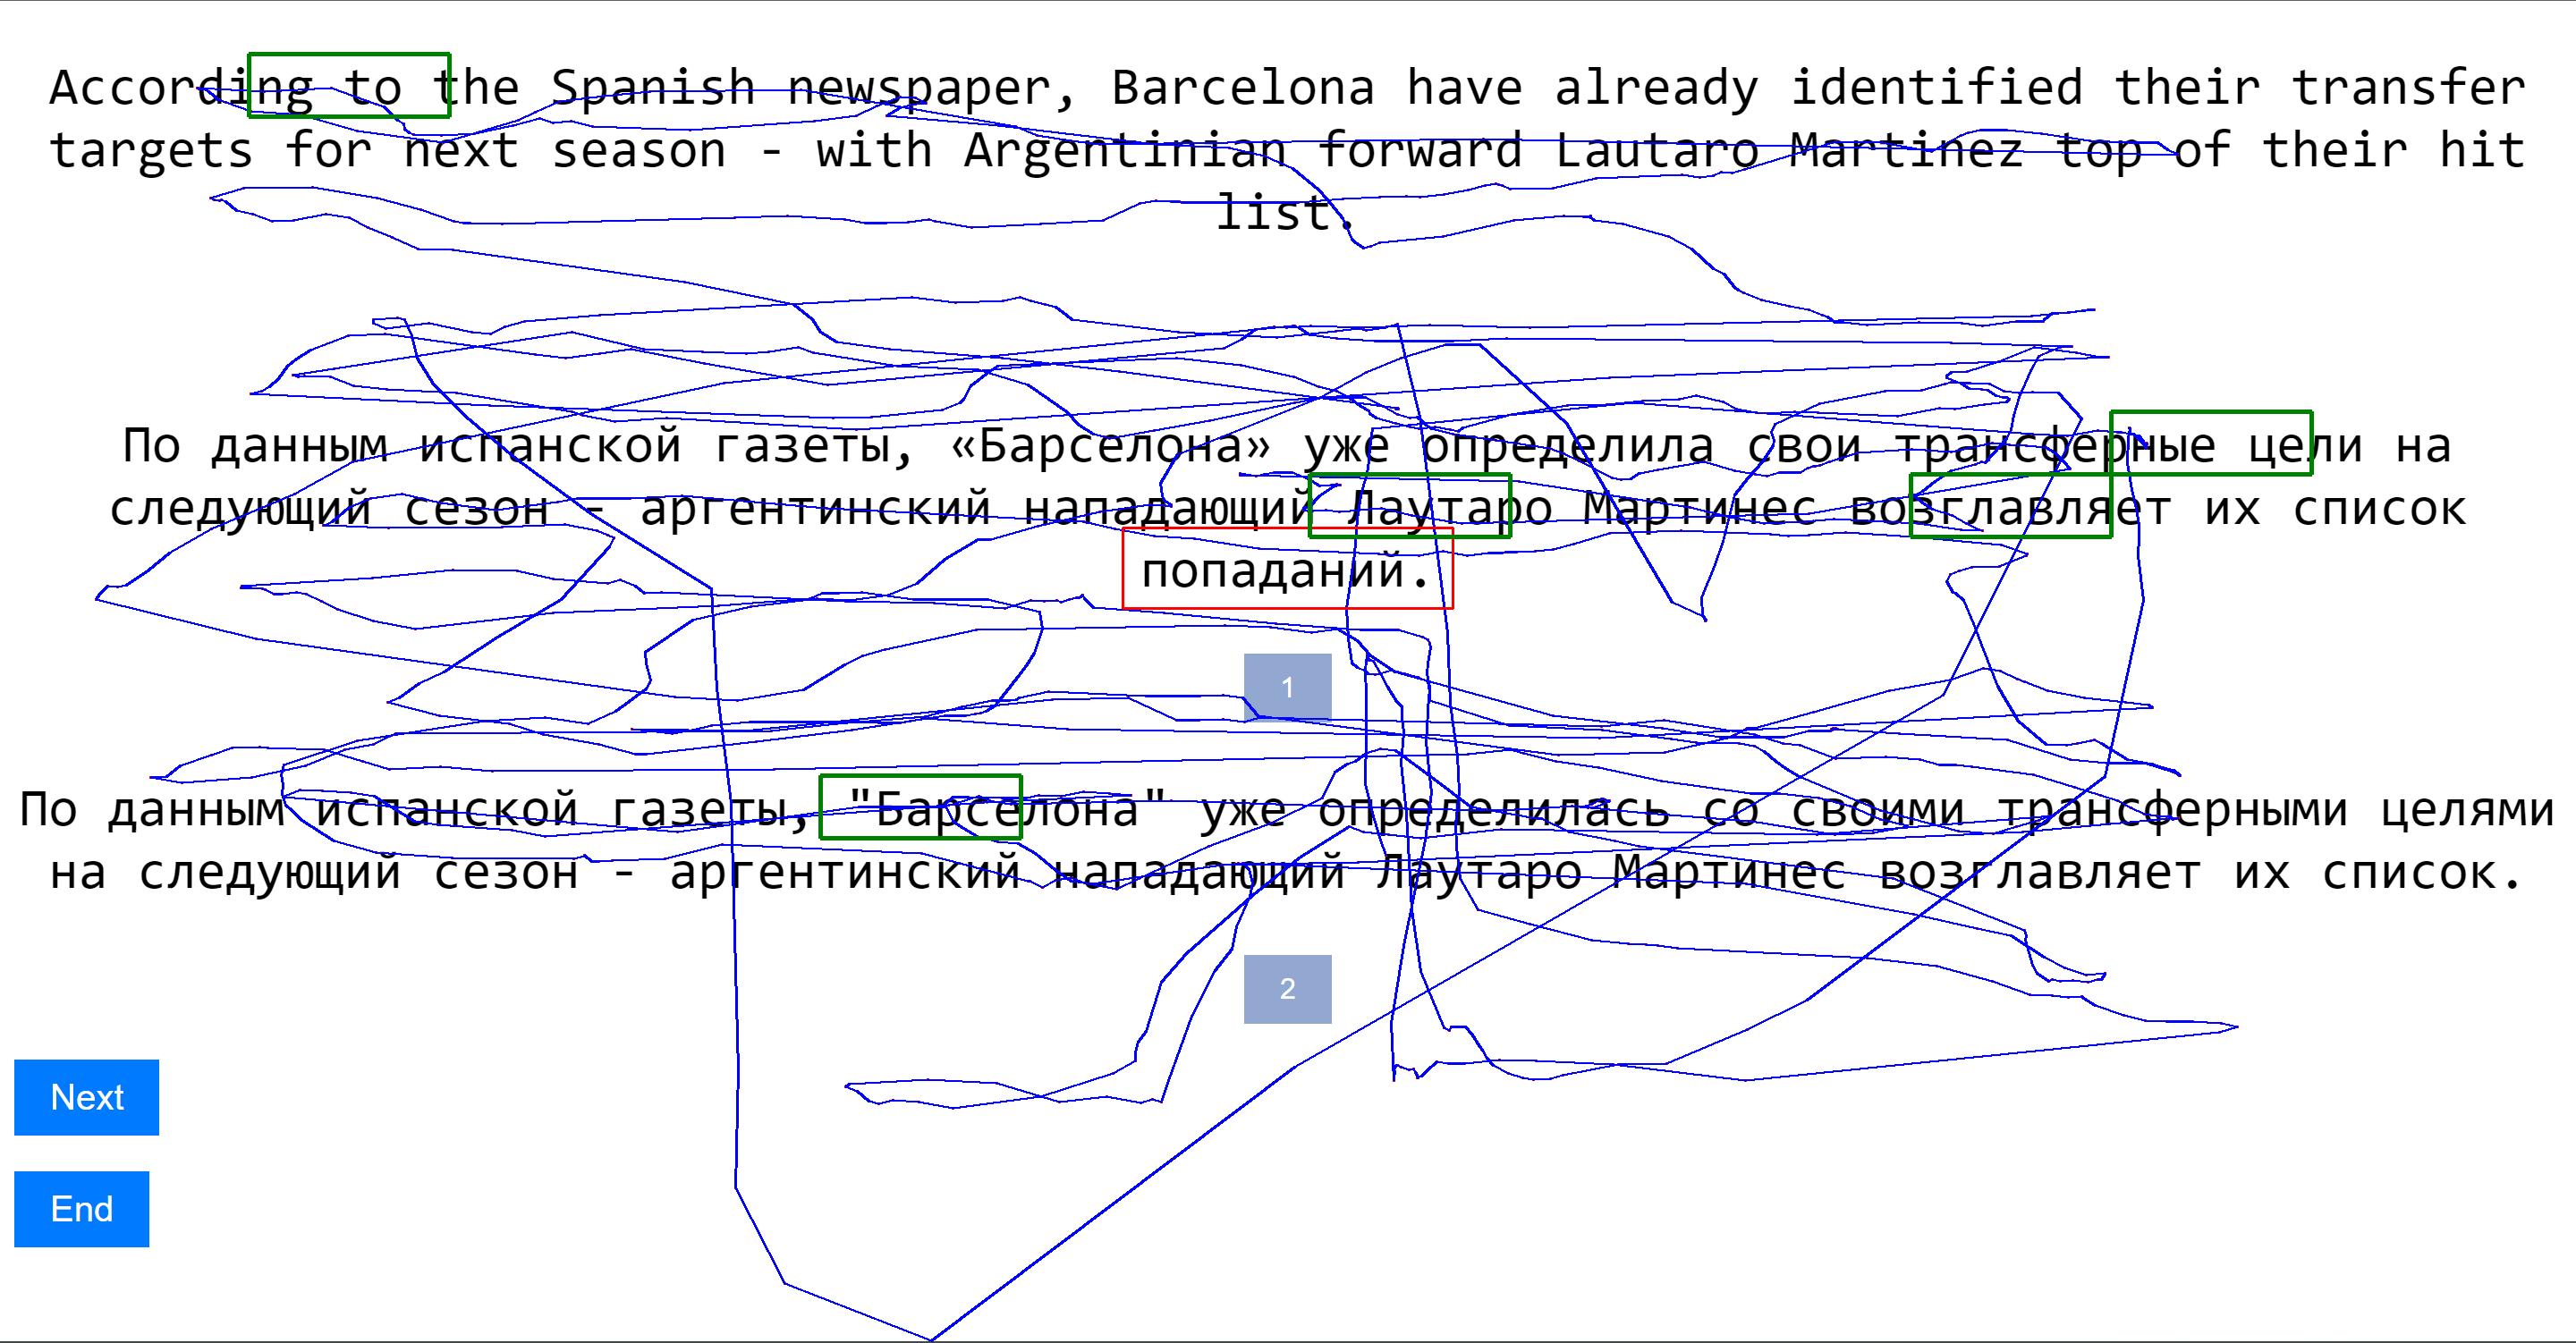 According to the Spanish newspaper, Barcelona have already identified their transfer
targets for next season - with Argentinian forward Lautaro Martinez top of their hit
list.
По данным испанской газеты, «Барселона» уже определила свои трансферные цели на
следующий сезон - аргентинский нападающий Лаутаро Мартинес возглавляет их список
попаданий.
1
По данным испанской газеты, "Барселона" уже определилась со своими трансферными целями
на следующий сезон - аргентинский нападающий Лаутаро Мартинес возглавляет их список.
2
Next
End